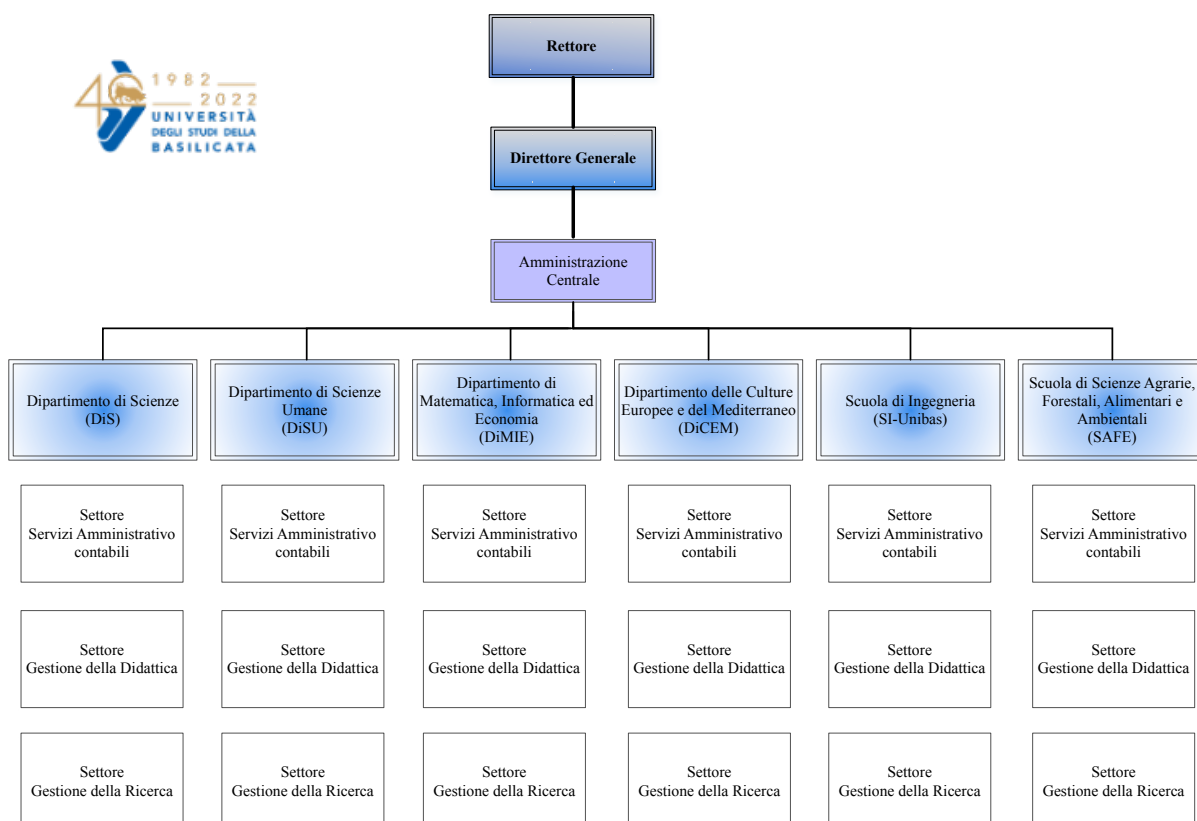 Rettore
1982
2022
UNIVERSITÀ
DEGLI STUDI DELLA
BASILICATA
Direttore Generale
Amministrazione
Centrale
Dipartimento di Scienze
(DiS)
Dipartimento di Scienze
Umane
(DiSU)
Dipartimento di
Matematica, Informatica ed
Economia
(DiMIE)
Dipartimento delle Culture
Europee e del Mediterraneo
(DiCEM)
Scuola di Ingegneria
(SI-Unibas)
Scuola di Scienze Agrarie,
Forestali, Alimentari e
Ambientali
(SAFE)
Settore
Servizi Amministrativo
contabili
Settore
Servizi Amministrativo
contabili
Settore
Servizi Amministrativo
contabili
Settore
Servizi Amministrativo
contabili
Settore
Servizi Amministrativo
contabili
Settore
Servizi Amministrativo
contabili
Settore
Gestione della Didattica
Settore
Gestione della Didattica
Settore
Gestione della Didattica
Settore
Gestione della Didattica
Settore
Gestione della Didattica
Settore
Gestione della Didattica
Settore
Gestione della Ricerca
Settore
Gestione della Ricerca
Settore
Gestione della Ricerca
Settore
Gestione della Ricerca
Settore
Gestione della Ricerca
Settore
Gestione della Ricerca